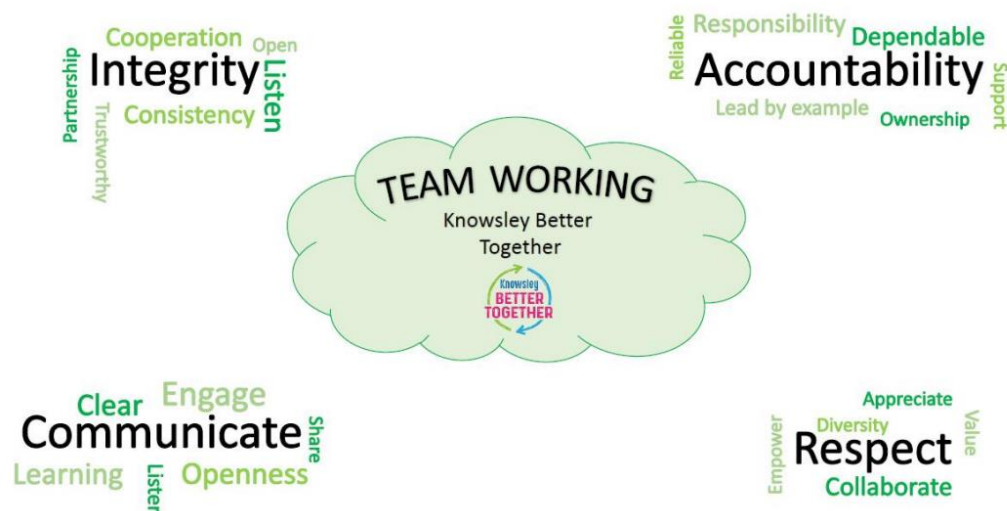 Cooperation
Open
Partnership
Integrity
Listen
Consistency
Trustworthy
Reliable
Responsibility
Dependable
Accountability
Support
Lead by example
Ownership
TEAM WORKING
Knowsley Better
Together
Knowsley
BETTER
TOGETHER
Clear
Engage
Communicate
Share
Learning
Listen
Openness
Appreciate
Diversity
Value
Empower
Respect
Collaborate